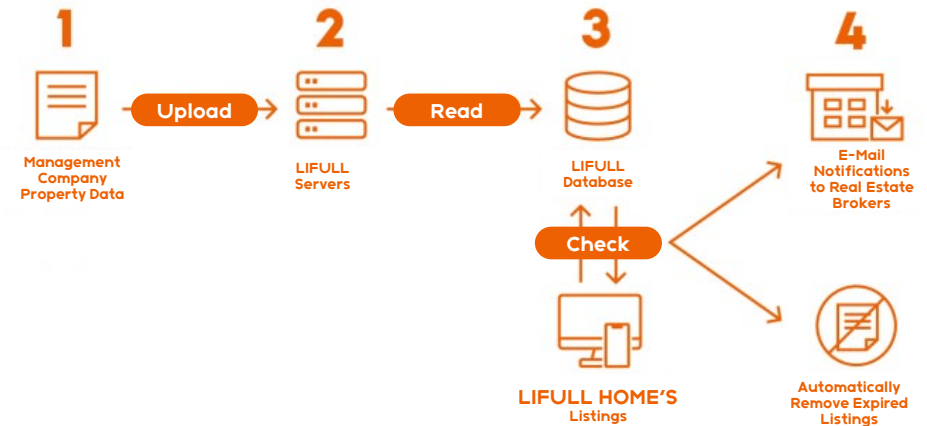 1
2
3
4
Upload
Read
Management
Company
Property Data
LIFULL
Servers
LIFULL
Database
E-Mail
Notifications
to Real Estate
Brokers
Check
LIFULL HOME'S
Listings
Automatically
Remove Expired
Listings